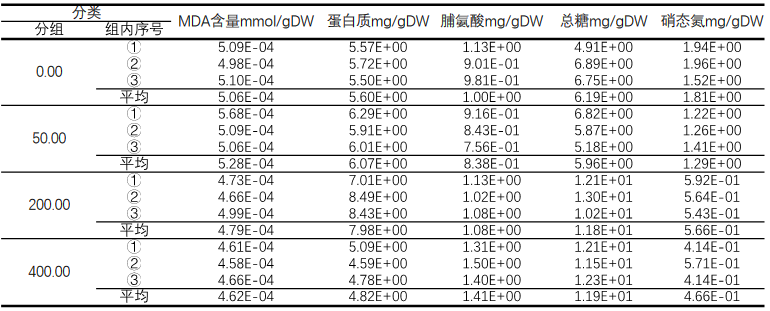 分类 MDA含量mmol/gDW 蛋白质mg/gDW 脯氨酸mg/gDW 总糖mg/gDW 硝态氮mg/gDW
分组 组内序号
0.00 ① 5.09E-04 5.57E+00 1.13E+00 4.91E+00 1.94E+00
② 4.98E-04 5.72E+00 9.01E-01 6.89E+00 1.96E+00
③ 5.10E-04 5.50E+00 9.81E-01 6.75E+00 1.52E+00
平均 5.06E-04 5.60E+00 1.00E+00 6.19E+00 1.81E+00
50.00 ① 5.68E-04 6.29E+00 9.16E-01 6.82E+00 1.22E+00
② 5.09E-04 5.91E+00 8.43E-01 5.87E+00 1.26E+00
③ 5.06E-04 6.01E+00 7.56E-01 5.18E+00 1.41E+00
平均 5.28E-04 6.07E+00 8.38E-01 5.96E+00 1.29E+00
200.00 ① 4.73E-04 7.01E+00 1.13E+00 1.21E+01 5.92E-01
② 4.66E-04 8.49E+00 1.02E+00 1.30E+01 5.64E-01
③ 4.99E-04 8.43E+00 1.08E+00 1.02E+01 5.43E-01
平均 4.79E-04 7.98E+00 1.08E+00 1.18E+01 5.66E-01
400.00 ① 4.61E-04 5.09E+00 1.31E+00 1.21E+01 4.14E-01
② 4.58E-04 4.59E+00 1.50E+00 1.15E+01 5.71E-01
③ 4.66E-04 4.78E+00 1.40E+00 1.23E+01 4.14E-01
平均 4.62E-04 4.82E+00 1.41E+00 1.19E+01 4.66E-01